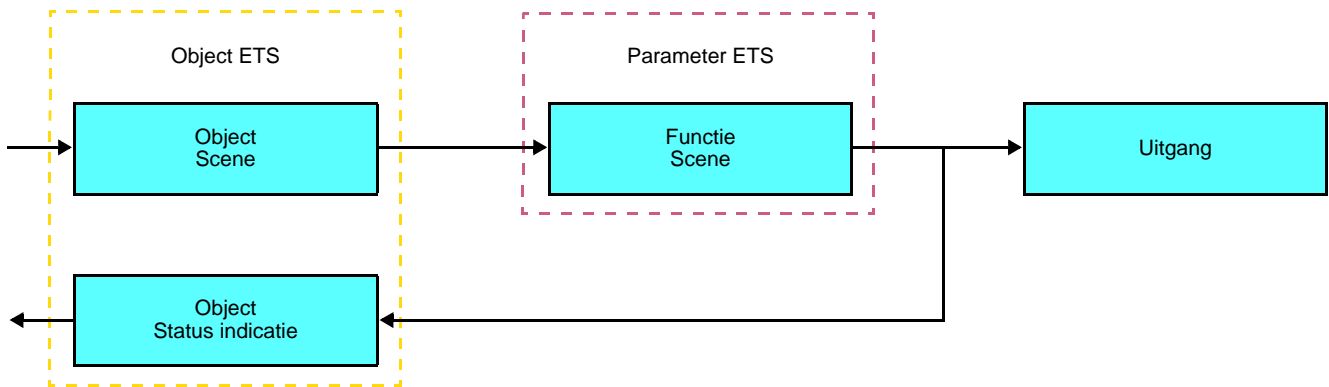 Object ETS
Parameter ETS
Object
Scene
Functie
Scene
Uitgang
Object
Status indicatie